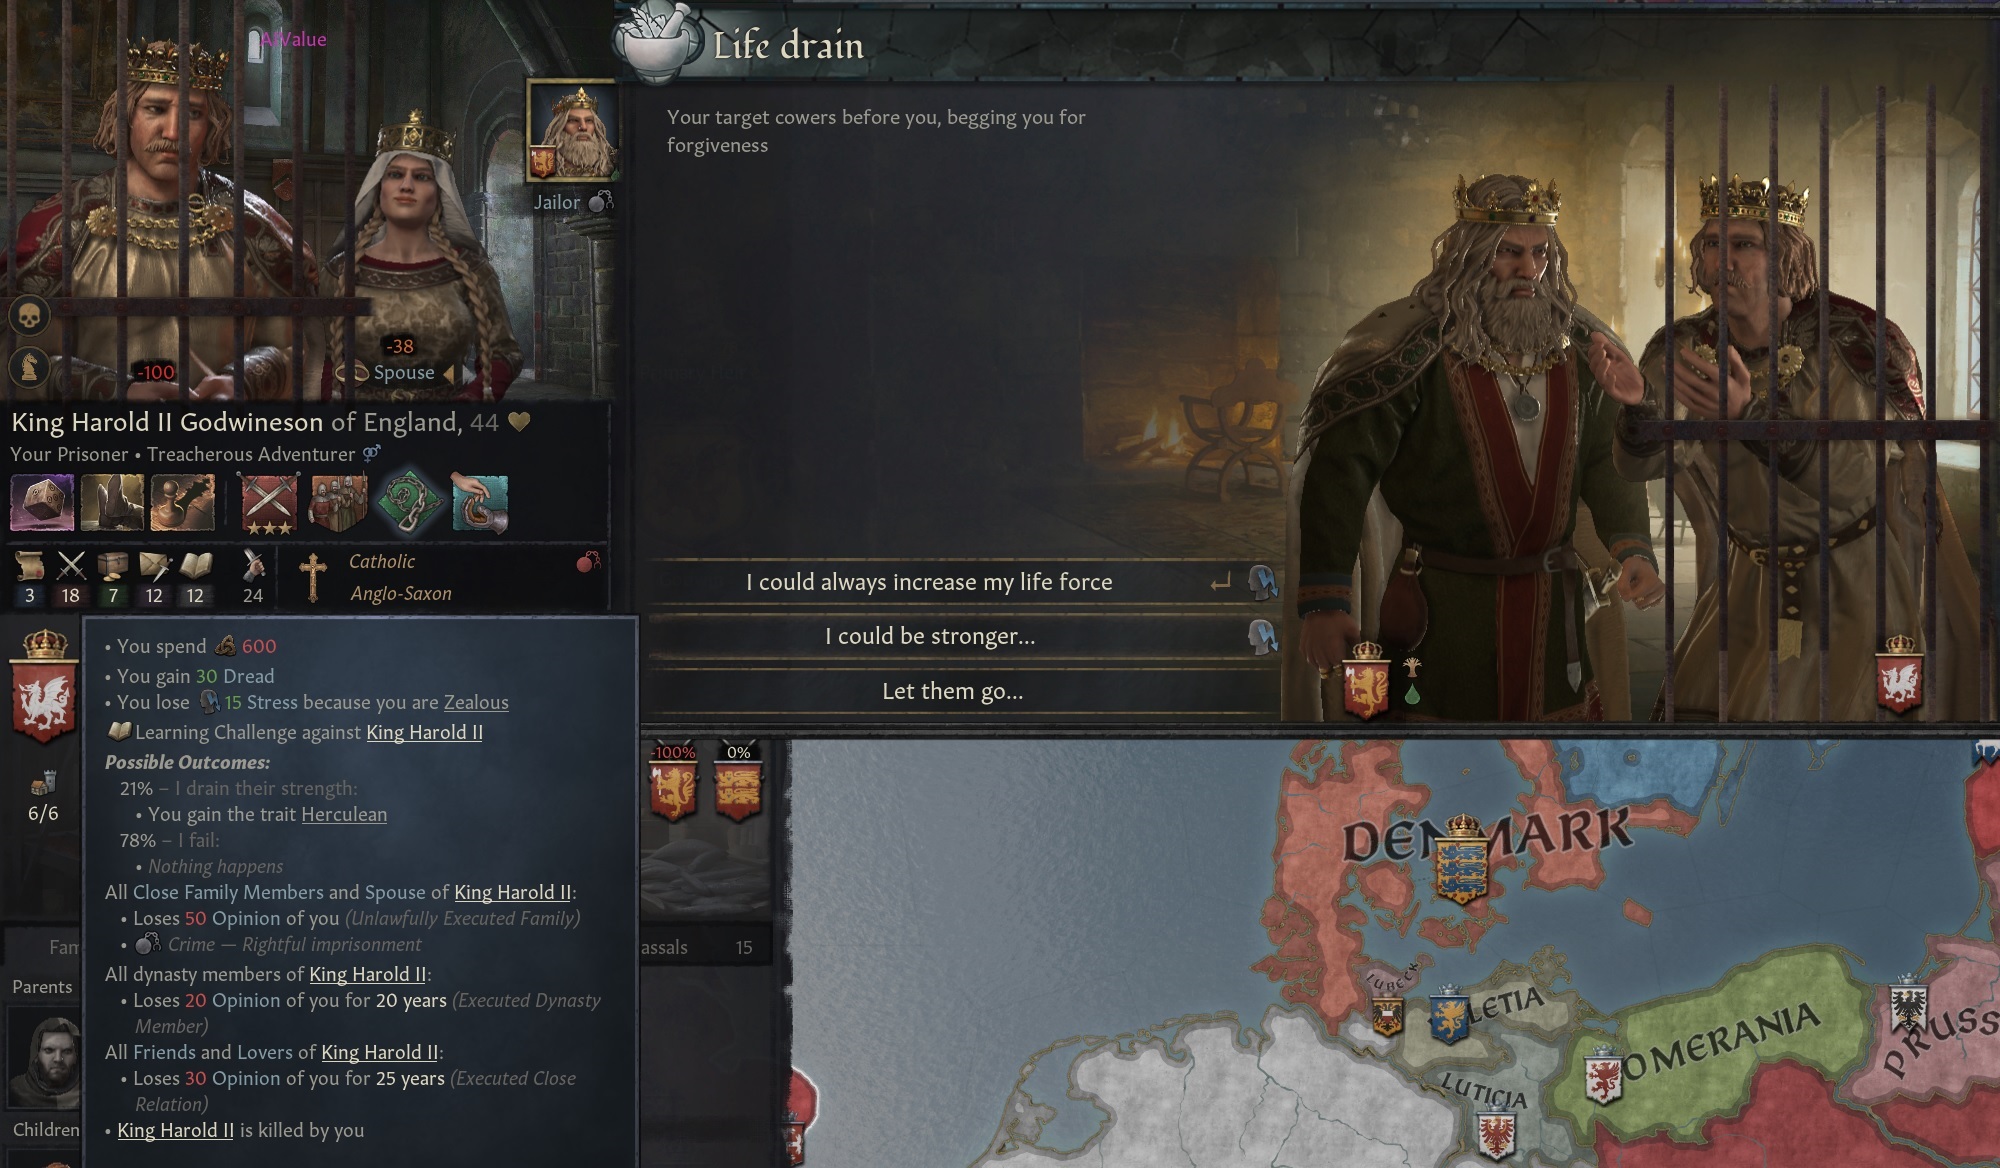 AiValue
Life drain
Your target cowers before you, begging you for
forgiveness
Jailor
-38
-100
Spouse
King Harold II Godwineson of England, 44
Your Prisoner • Treacherous Adventurer
3 18 7 12 12 24
Catholic
Anglo-Saxon
I could always increase my life force
I could be stronger...
Let them go...
• You spend 600
• You gain 30 Dread
• You lose 15 Stress because you are Zealous
Learning Challenge against King Harold II
Possible Outcomes:
21% – I drain their strength:
• You gain the trait Herculean
78% – I fail:
• Nothing happens
All Close Family Members and Spouse of King Harold II:
• Loses 50 Opinion of you (Unlawfully Executed Family)
• Crime — Rightful imprisonment
All dynasty members of King Harold II:
• Loses 20 Opinion of you for 20 years (Executed Dynasty
Member)
All Friends and Lovers of King Harold II:
• Loses 30 Opinion of you for 25 years (Executed Close
Relation)
• King Harold II is killed by you
6/6
Fam
Parents
Children
-100% 0%
assals 15
DENMARK
LUBECK
LETIA
POMERANIA
PRUSS
LUTICIA